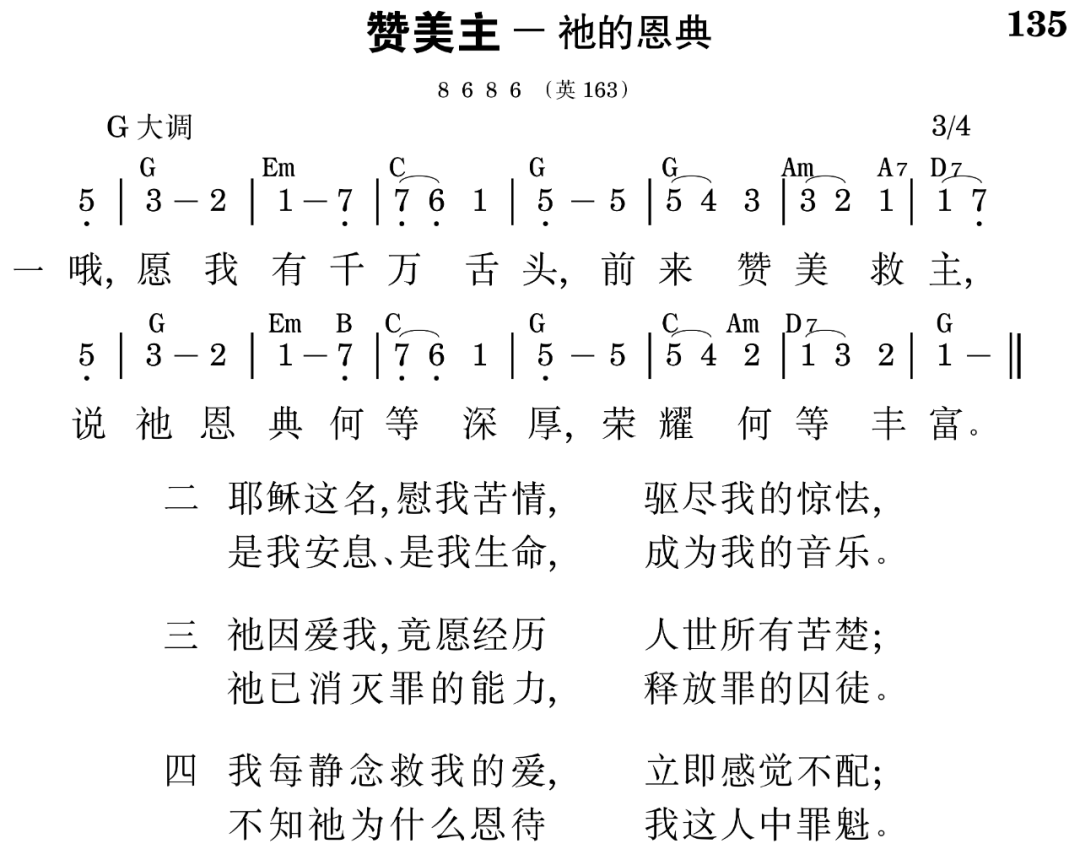 赞美主－祂的恩典 135
8 6 8 6 （英163）
G大调 3/4
G Em C G G Am A7 D7
5̣ | 3 － 2 | 1 － 7̣ | 7̣ 6̣ 1 | 5̣ － 5 | 5 4 3 | 3 2 1 | 1 7̣
一 哦, 愿 我 有 千 万 舌 头, 前 来 赞 美 救 主,
G Em B C G C Am D7 G
5̣ | 3 － 2 | 1 － 7̣ | 7̣ 6̣ 1 | 5̣ － 5 | 5 4 2 | 1 3 2 | 1 － ‖
说 祂 恩 典 何 等 深 厚, 荣 耀 何 等 丰 富。
二 耶稣这名,慰我苦情, 驱尽我的惊怯,
是我安息、是我生命, 成为我的音乐。
三 祂因爱我,竟愿经历 人世所有苦楚;
祂已消灭罪的能力, 释放罪的囚徒。
四 我每静念救我的爱, 立即感觉不配;
不知祂为什么恩待 我这人中罪魁。